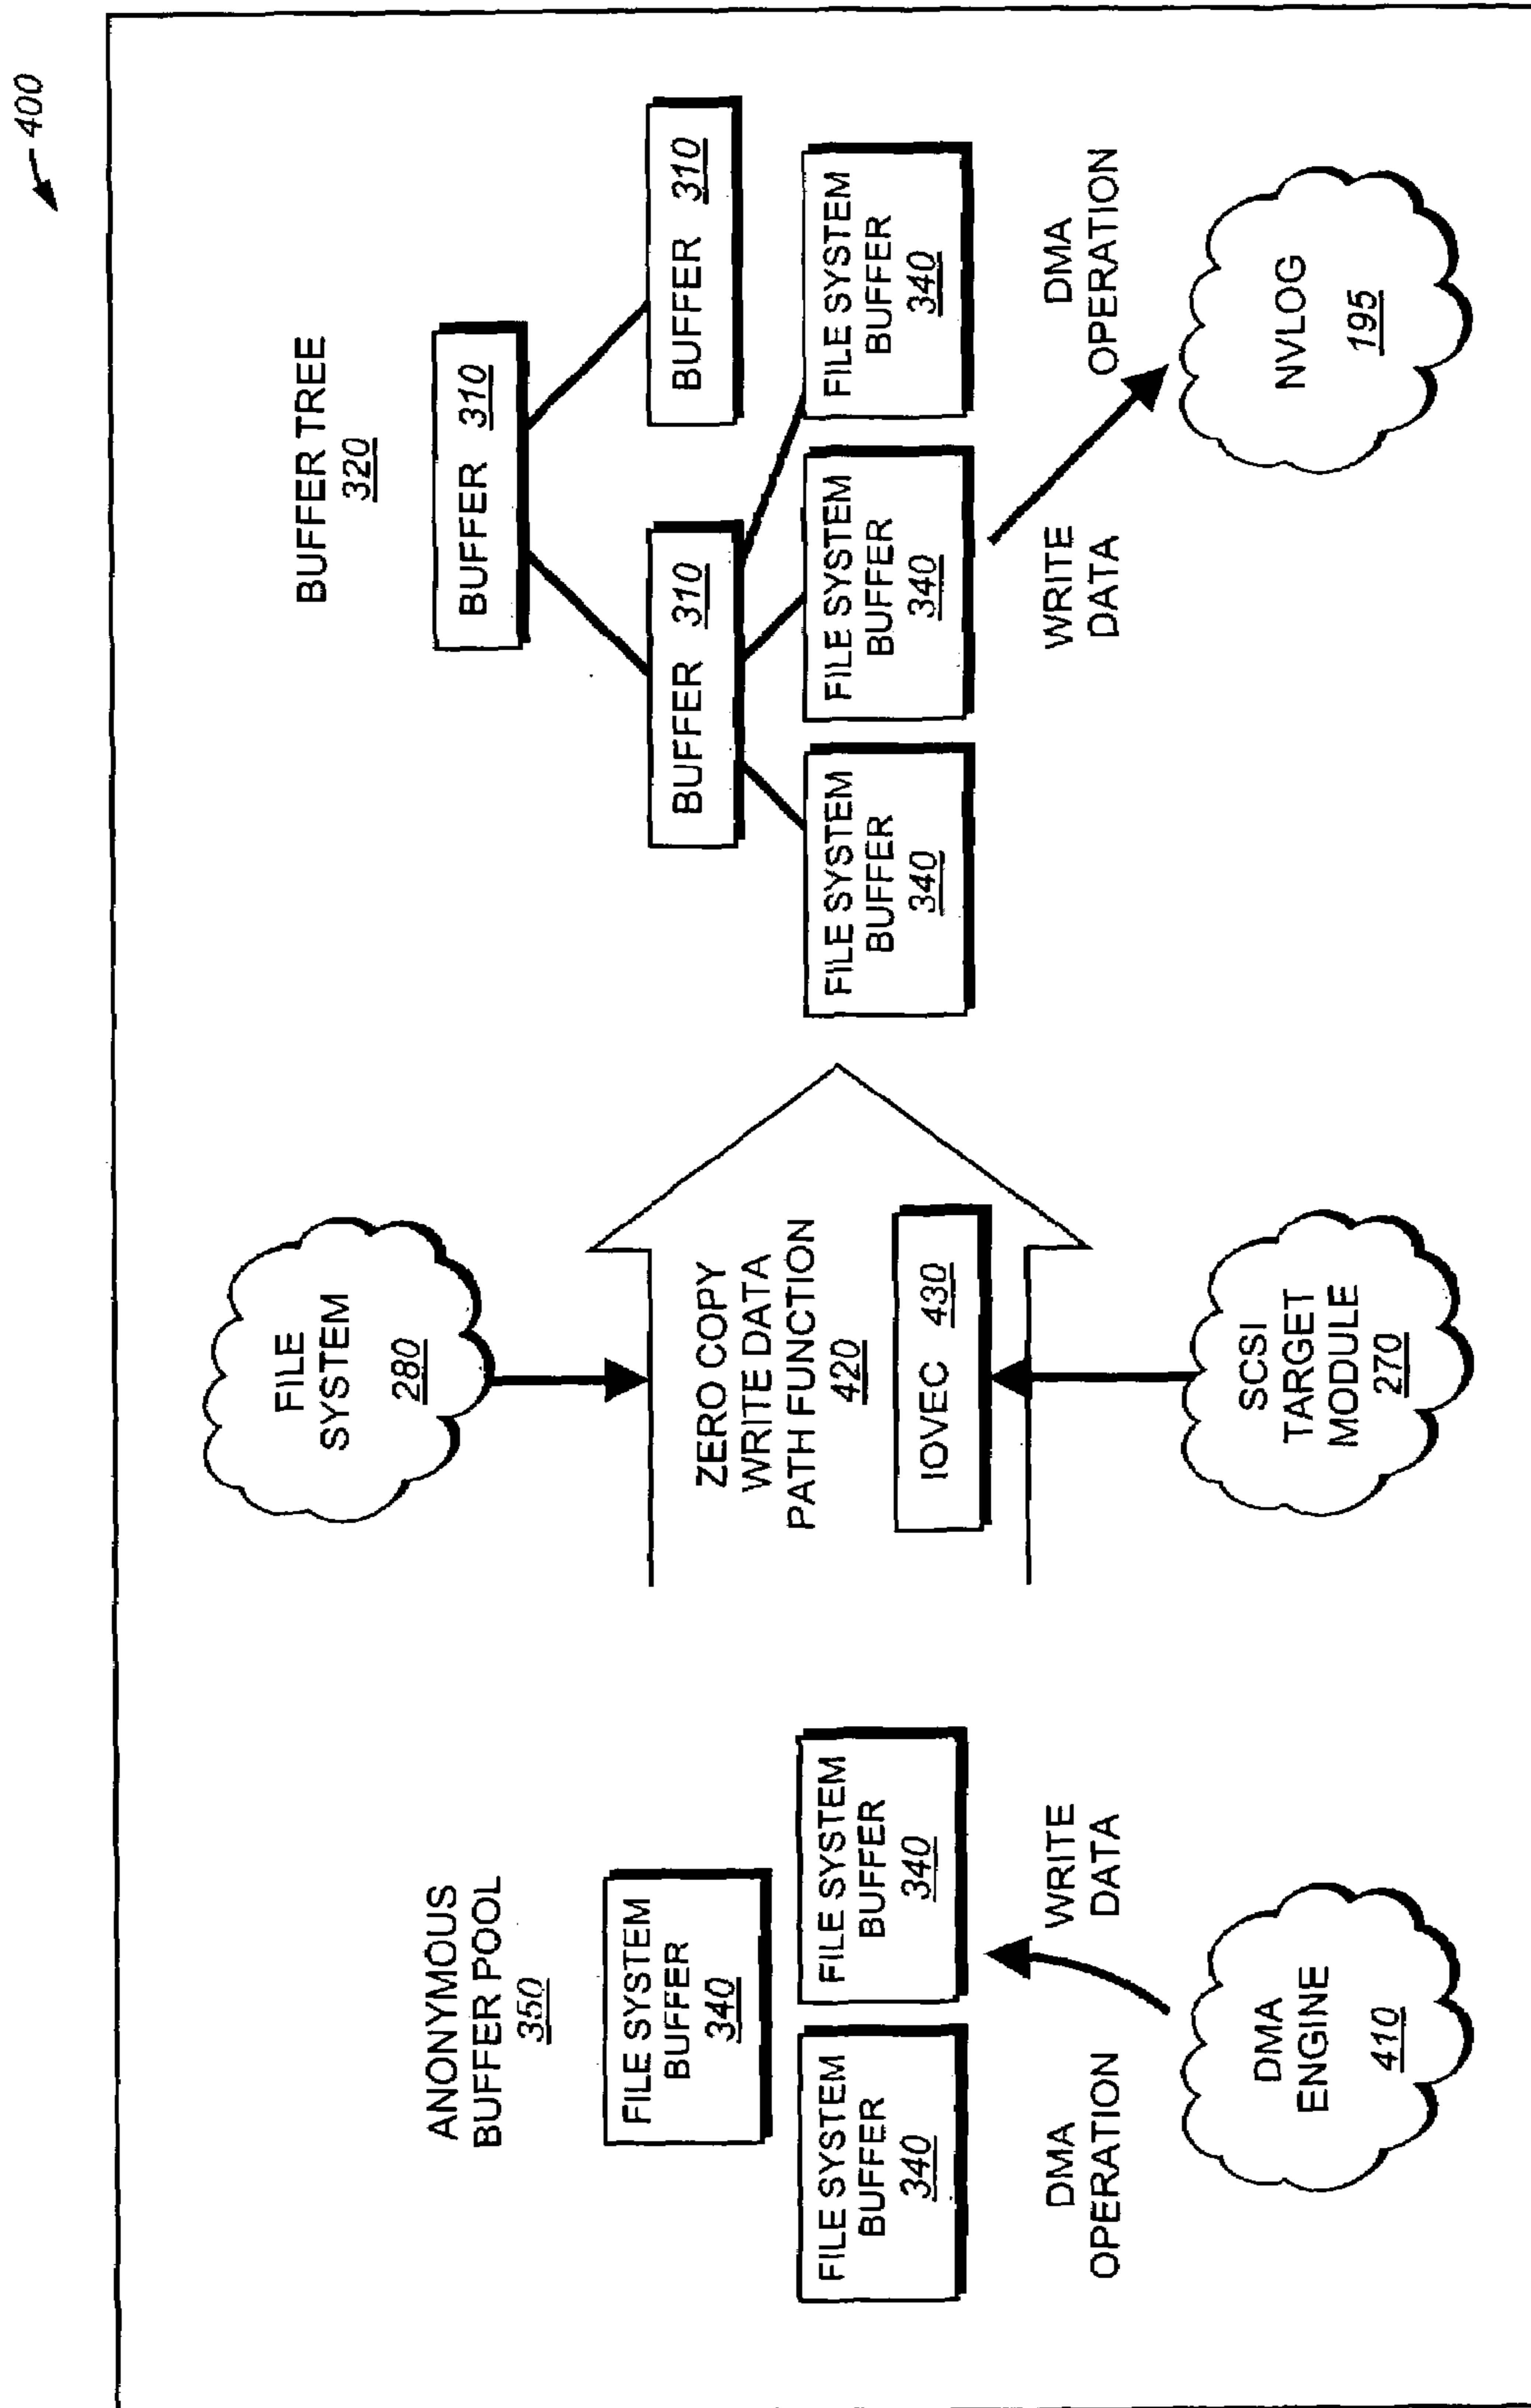 400
ANONYMOUS
BUFFER POOL
350
FILE SYSTEM
BUFFER
340
FILE SYSTEM
BUFFER
340
FILE SYSTEM
BUFFER
340
DMA
OPERATION
WRITE
DATA
DMA
ENGINE
410
FILE
SYSTEM
280
ZERO COPY
WRITE DATA
PATH FUNCTION
420
IOVEC 430
SCSI
TARGET
MODULE
270
BUFFER TREE
320
BUFFER 310
BUFFER 310
BUFFER 310
FILE SYSTEM
BUFFER
340
FILE SYSTEM
BUFFER
340
FILE SYSTEM
BUFFER
340
WRITE
DATA
DMA
OPERATION
NVLOG
195